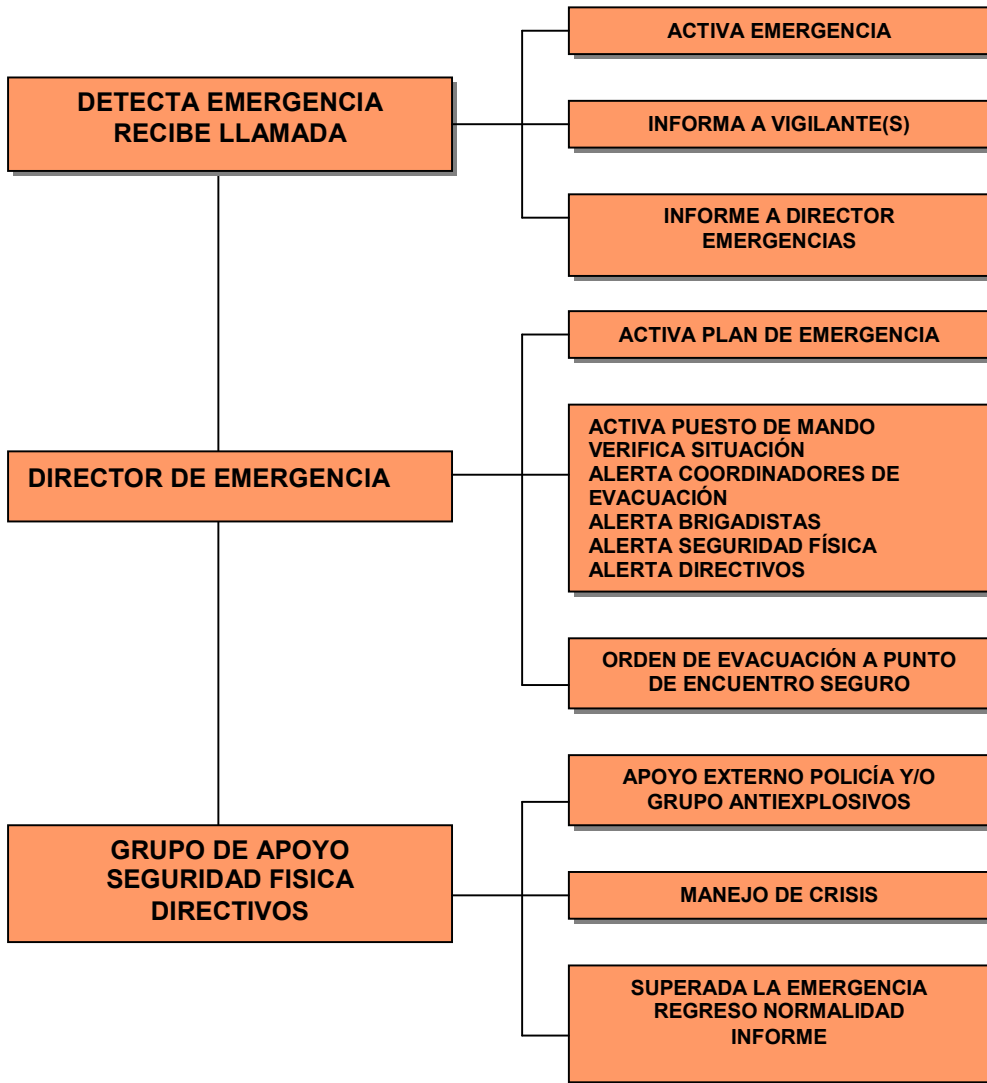 ACTIVA EMERGENCIA
DETECTA EMERGENCIA
RECIBE LLAMADA
INFORMA A VIGILANTE(S)
INFORME A DIRECTOR
EMERGENCIAS
ACTIVA PLAN DE EMERGENCIA
DIRECTOR DE EMERGENCIA
ACTIVA PUESTO DE MANDO
VERIFICA SITUACIÓN
ALERTA COORDINADORES DE
EVACUACIÓN
ALERTA BRIGADISTAS
ALERTA SEGURIDAD FÍSICA
ALERTA DIRECTIVOS
ORDEN DE EVACUACIÓN A PUNTO
DE ENCUENTRO SEGURO
APOYO EXTERNO POLICÍA Y/O
GRUPO ANTIEXPLOSIVOS
GRUPO DE APOYO
SEGURIDAD FISICA
DIRECTIVOS
MANEJO DE CRISIS
SUPERADA LA EMERGENCIA
REGRESO NORMALIDAD
INFORME